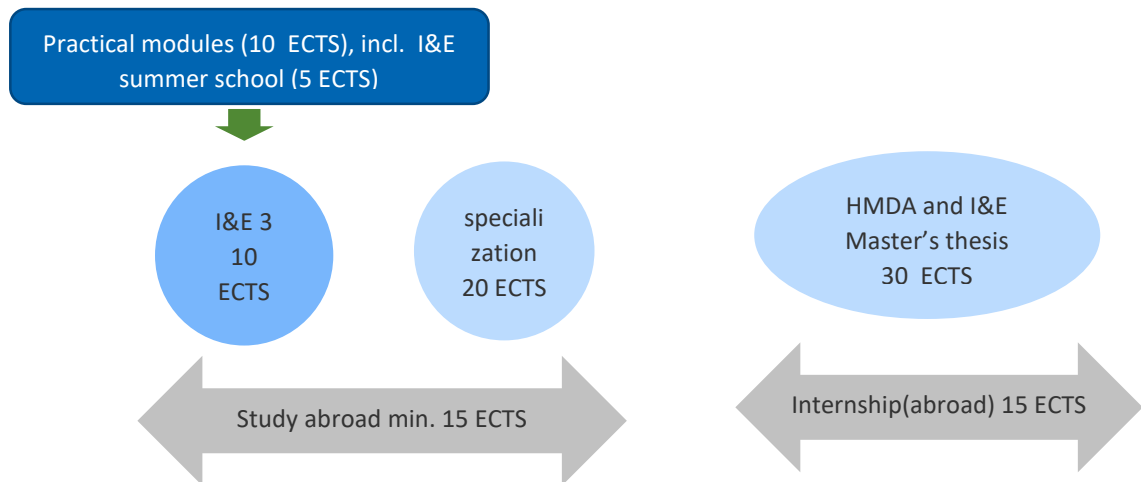 Practical modules (10 ECTS), incl. I&E
summer school (5 ECTS)
I&E 3
10
ECTS
speciali
zation
20 ECTS
HMDA and I&E
Master’s thesis
30 ECTS
Study abroad min. 15 ECTS
Internship(abroad) 15 ECTS